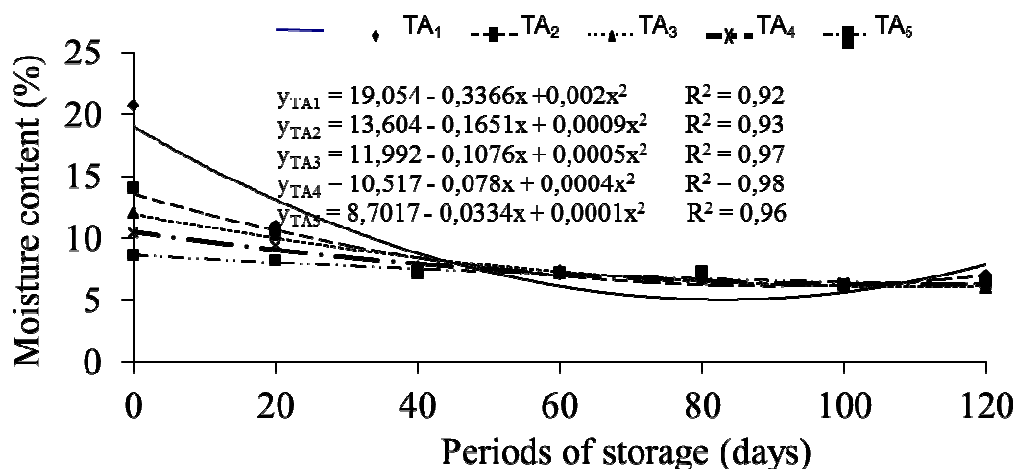 TA1 TA2 TA3 TA4 TA5
Moisture content (%)
25
20
15
10
5
0
yTA1 = 19,054 - 0,3366x +0,002x² R² = 0,92
yTA2 = 13,604 - 0,1651x + 0,0009x² R² = 0,93
yTA3 = 11,992 - 0,1076x + 0,0005x² R² = 0,97
yTA4 = 10,517 - 0,078x + 0,0004x² R² = 0,98
yTA5 = 8,7017 - 0,0334x + 0,0001x² R² = 0,96
0 20 40 60 80 100 120
Periods of storage (days)